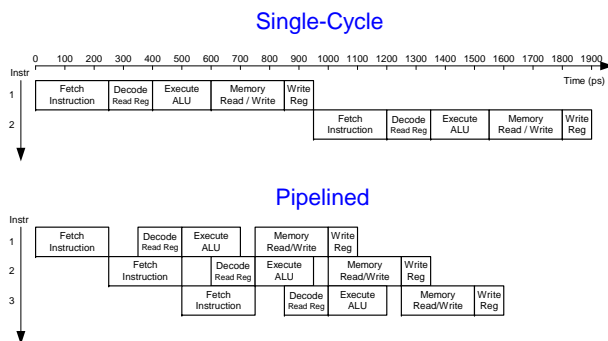 Single-Cycle
0 100 200 300 400 500 600 700 800 900 1000 1100 1200 1300 1400 1500 1600 1700 1800 1900
Instr
Time (ps)
1
Fetch Instruction
Decode Read Reg
Execute ALU
Memory Read / Write
Write Reg
2
Fetch Instruction
Decode Read Reg
Execute ALU
Memory Read / Write
Write Reg
Pipelined
Instr
1
Fetch Instruction
Decode Read Reg
Execute ALU
Memory Read/Write
Write Reg
2
Fetch Instruction
Decode Read Reg
Execute ALU
Memory Read/Write
Write Reg
3
Fetch Instruction
Decode Read Reg
Execute ALU
Memory Read/Write
Write Reg